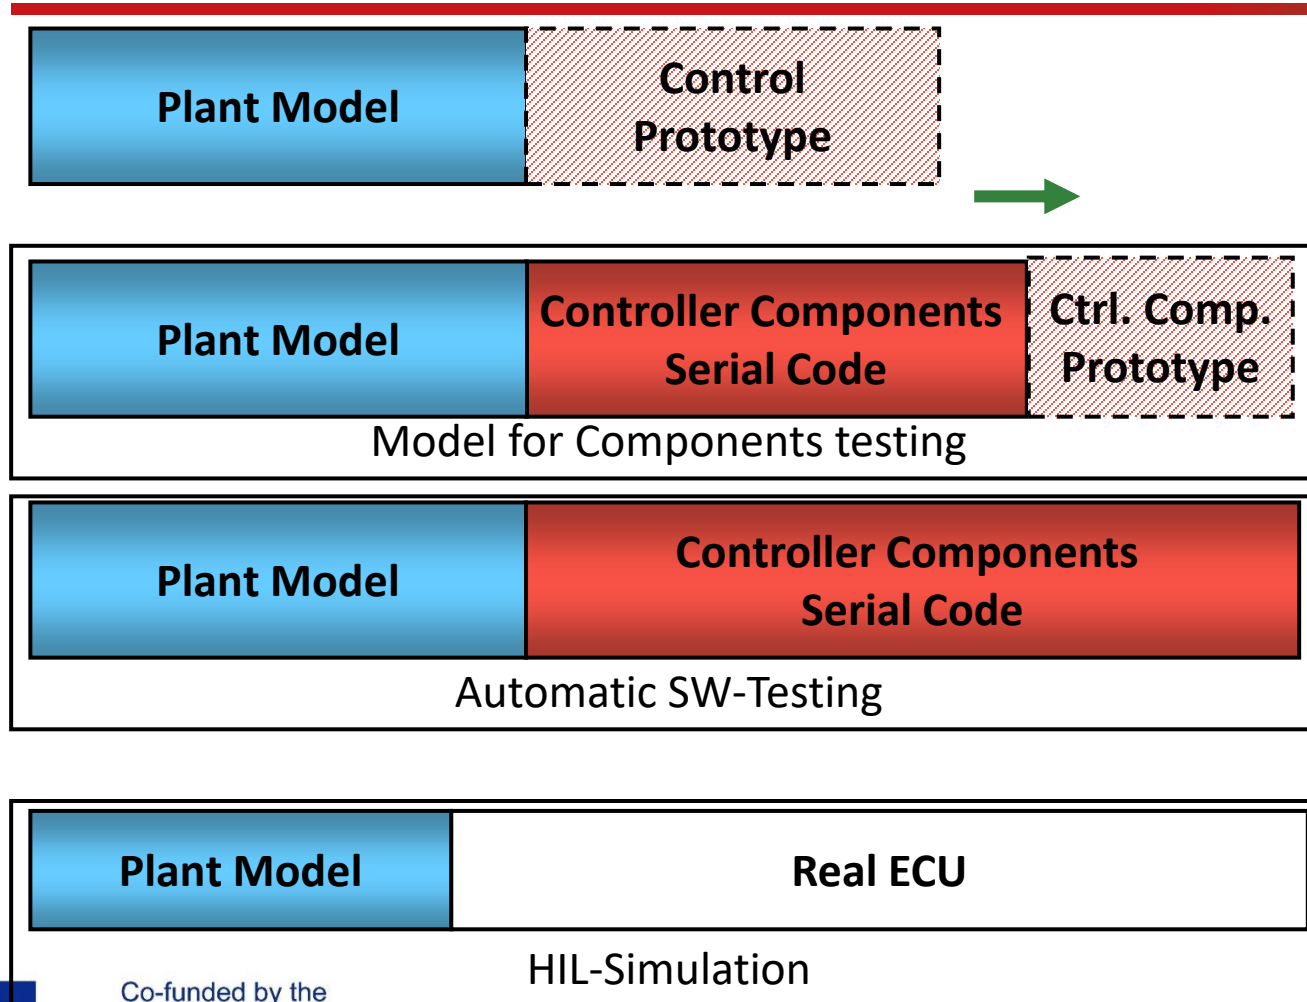 Plant Model
Control
Prototype
Plant Model
Controller Components
Serial Code
Ctrl. Comp.
Prototype
Model for Components testing
Plant Model
Controller Components
Serial Code
Automatic SW-Testing
Plant Model
Real ECU
HIL-Simulation
Co-funded by the